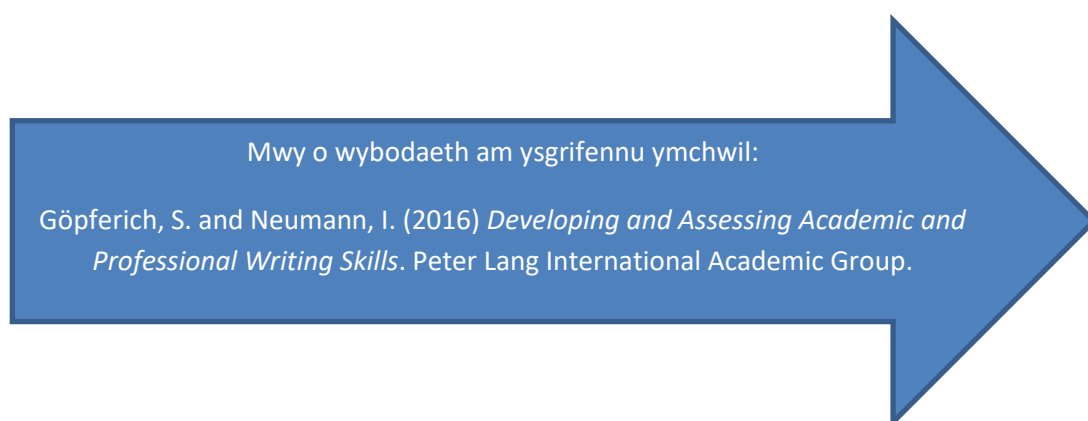 Mwy o wybodaeth am ysgrifennu ymchwil:
Göpferich, S. and Neumann, I. (2016) Developing and Assessing Academic and
Professional Writing Skills. Peter Lang International Academic Group.